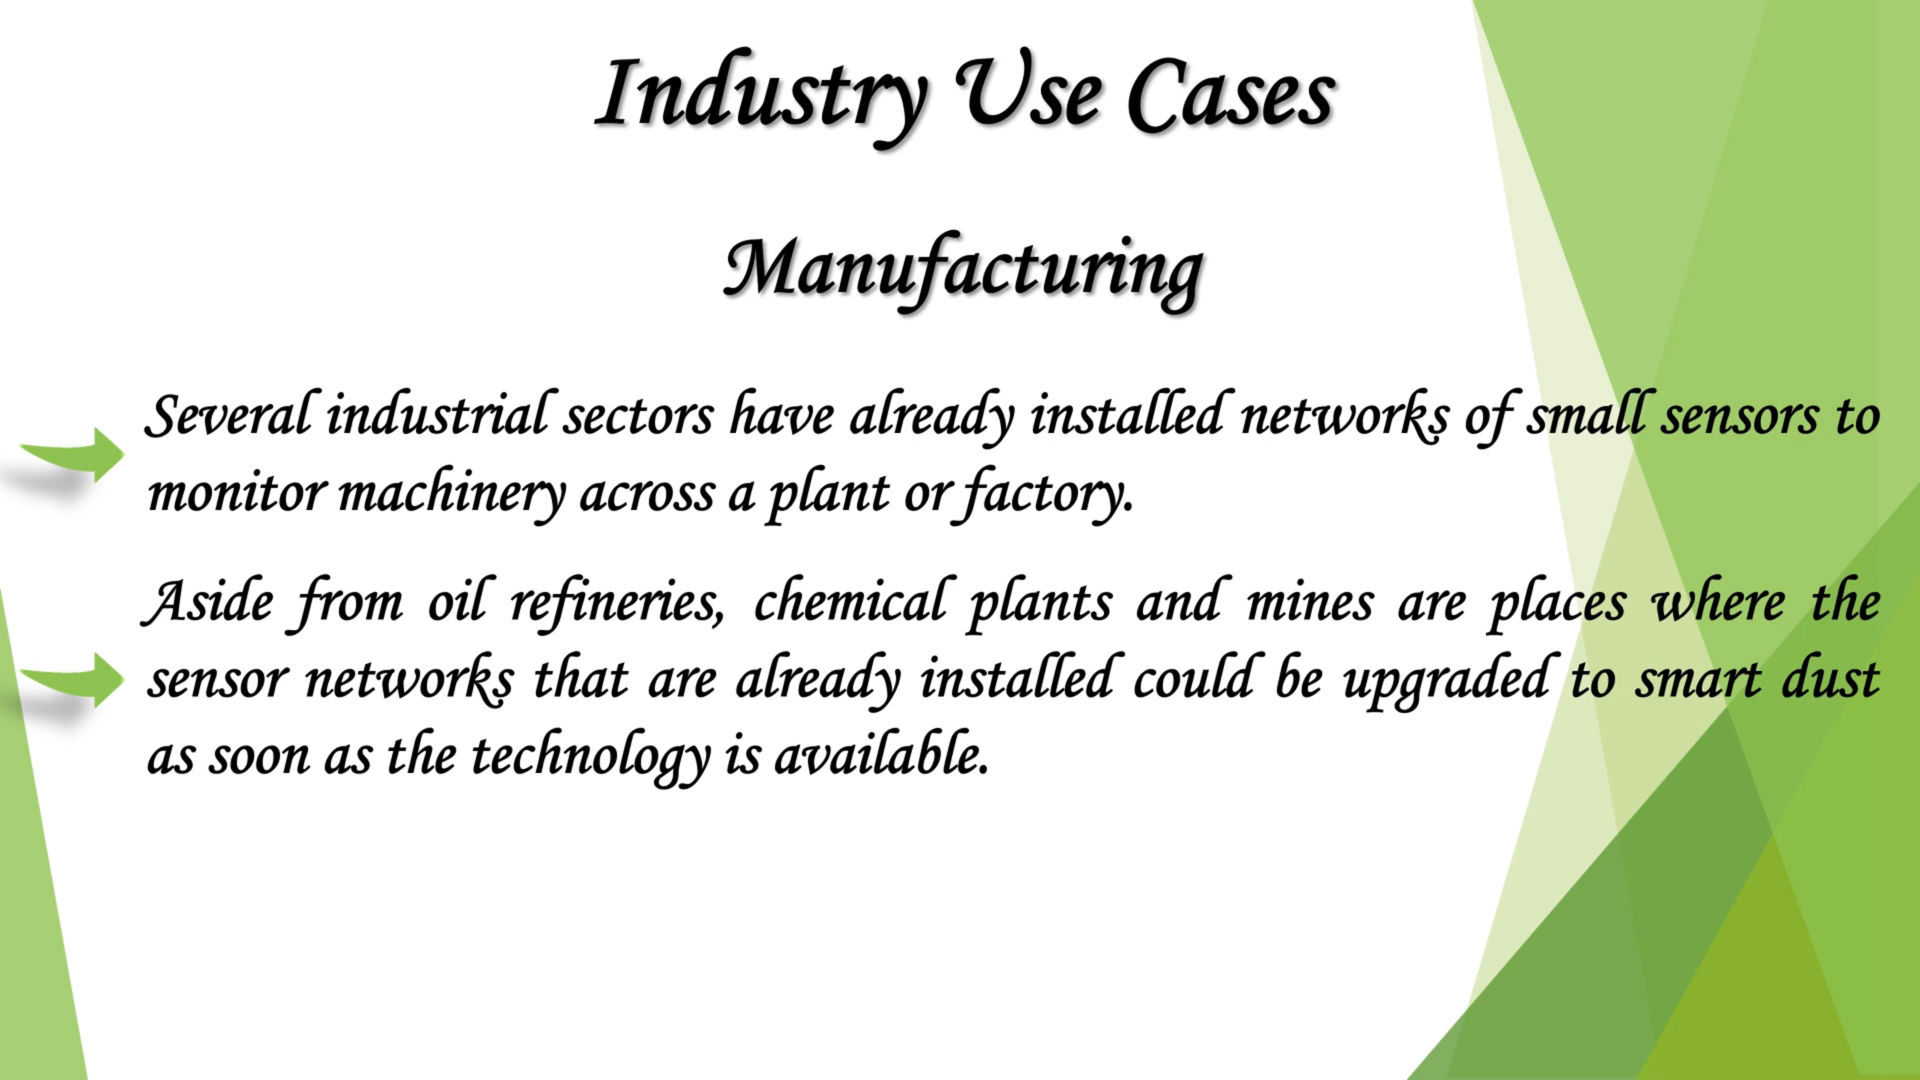 Industry Use Cases
Manufacturing
Several industrial sectors have already installed networks of small sensors to
monitor machinery across a plant or factory.
Aside from oil refineries, chemical plants and mines are places where the
sensor networks that are already installed could be upgraded to smart dust
as soon as the technology is available.